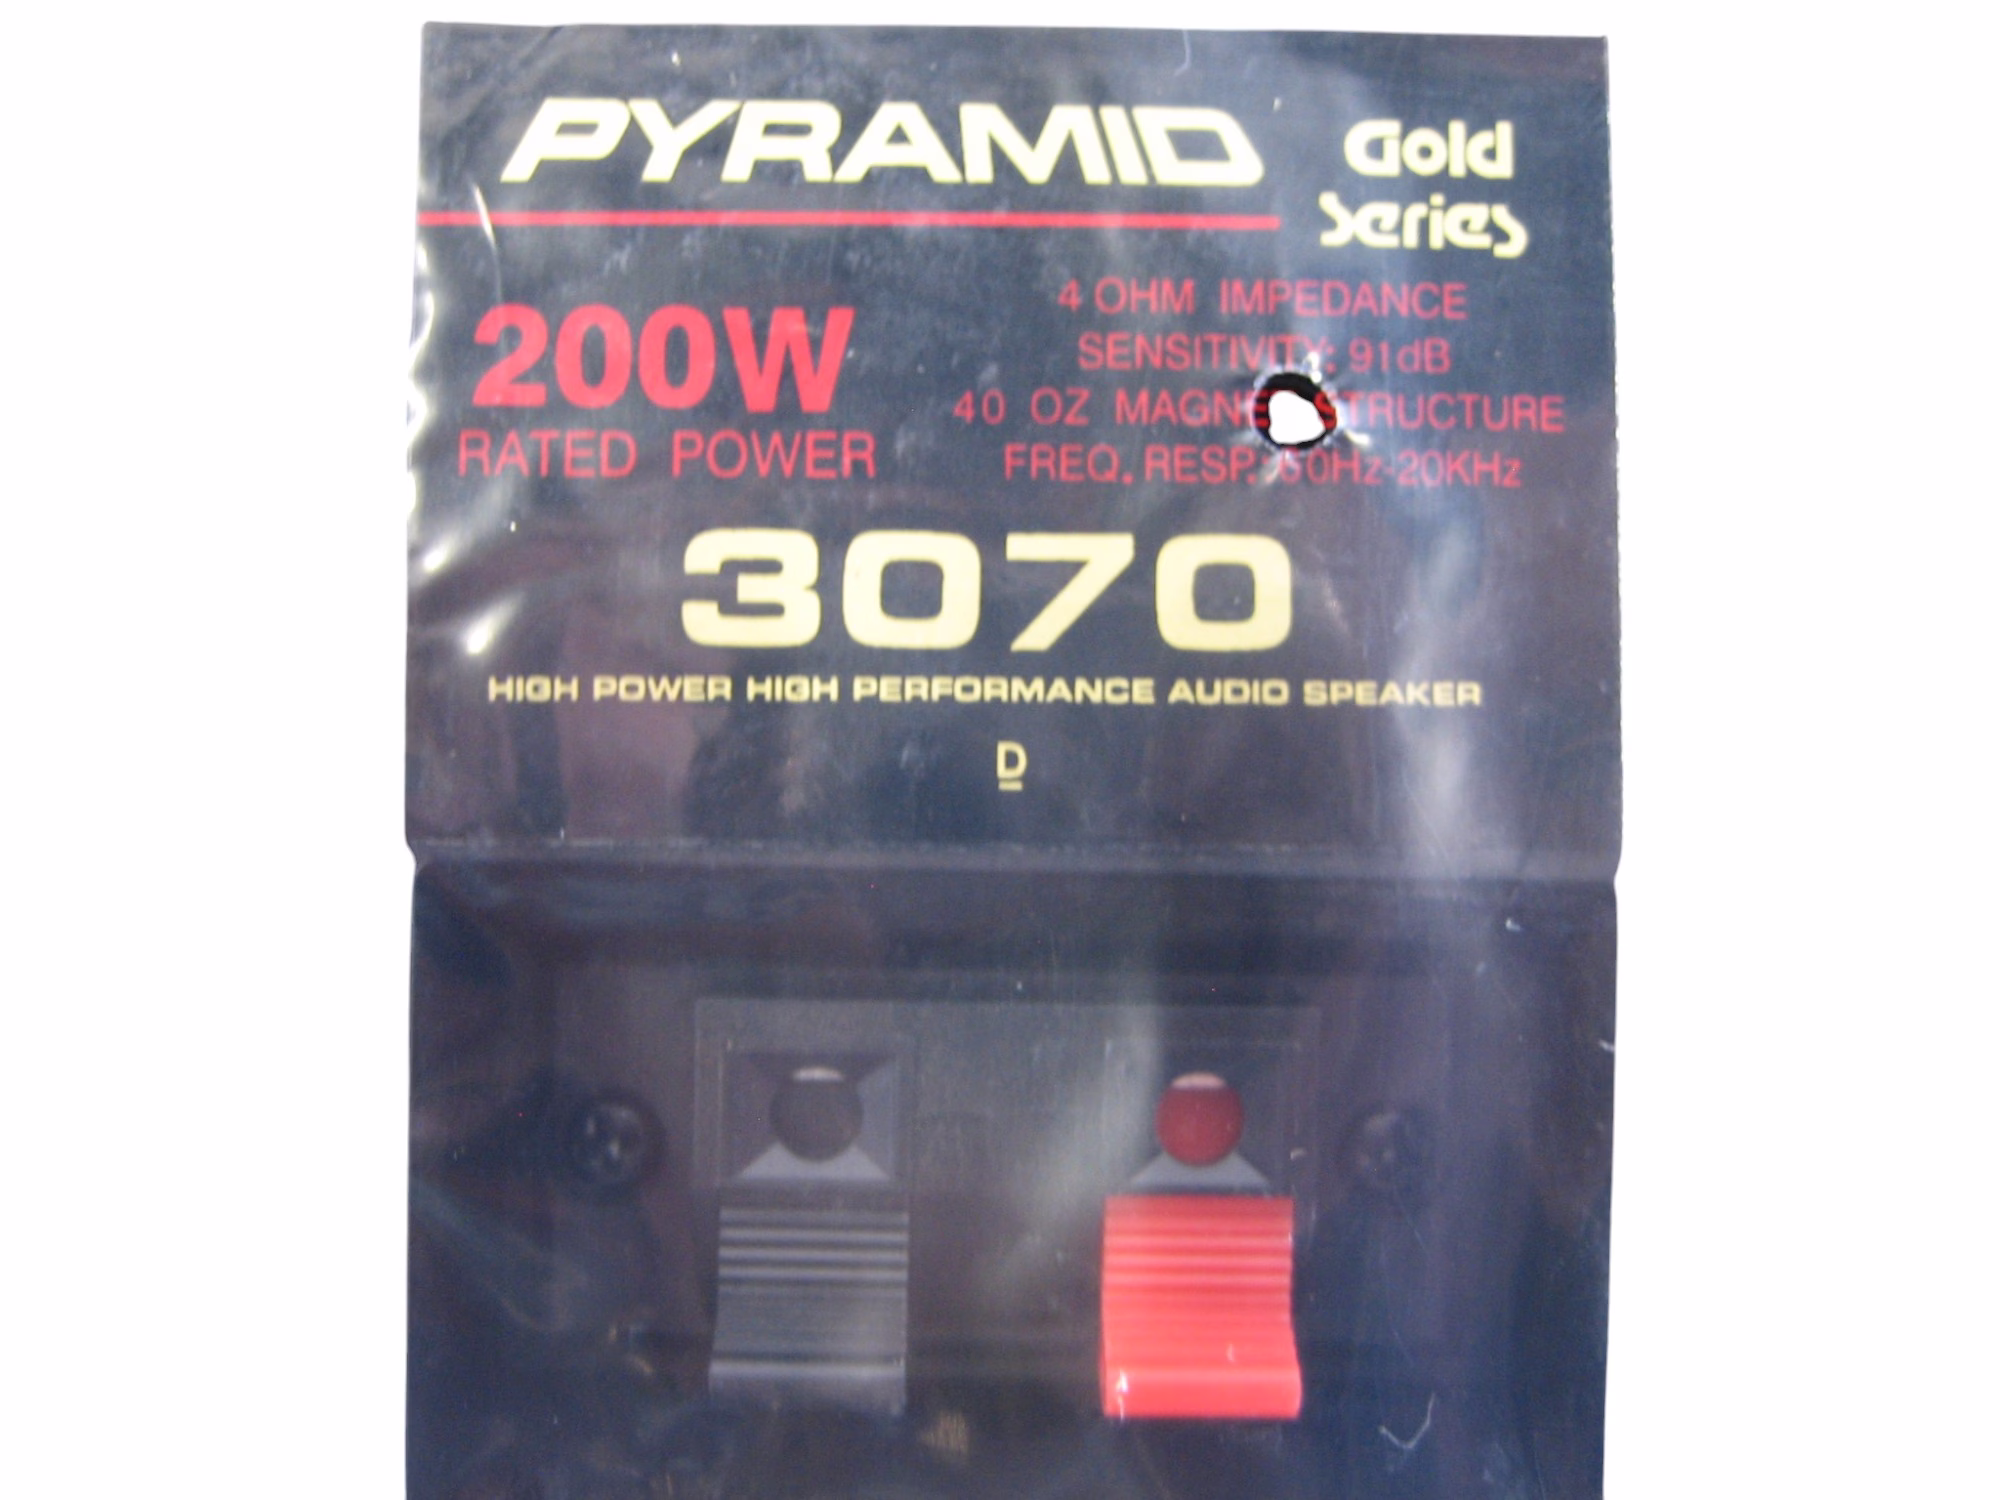 PYRAMID
Gold
Series
200W
RATED POWER
4 OHM IMPEDANCE
SENSITIVITY: 91dB
40 OZ STRUCTURE
FREQ. RESP.:
3070
HIGH POWER HIGH PERFORMANCE AUDIO SPEAKER
D